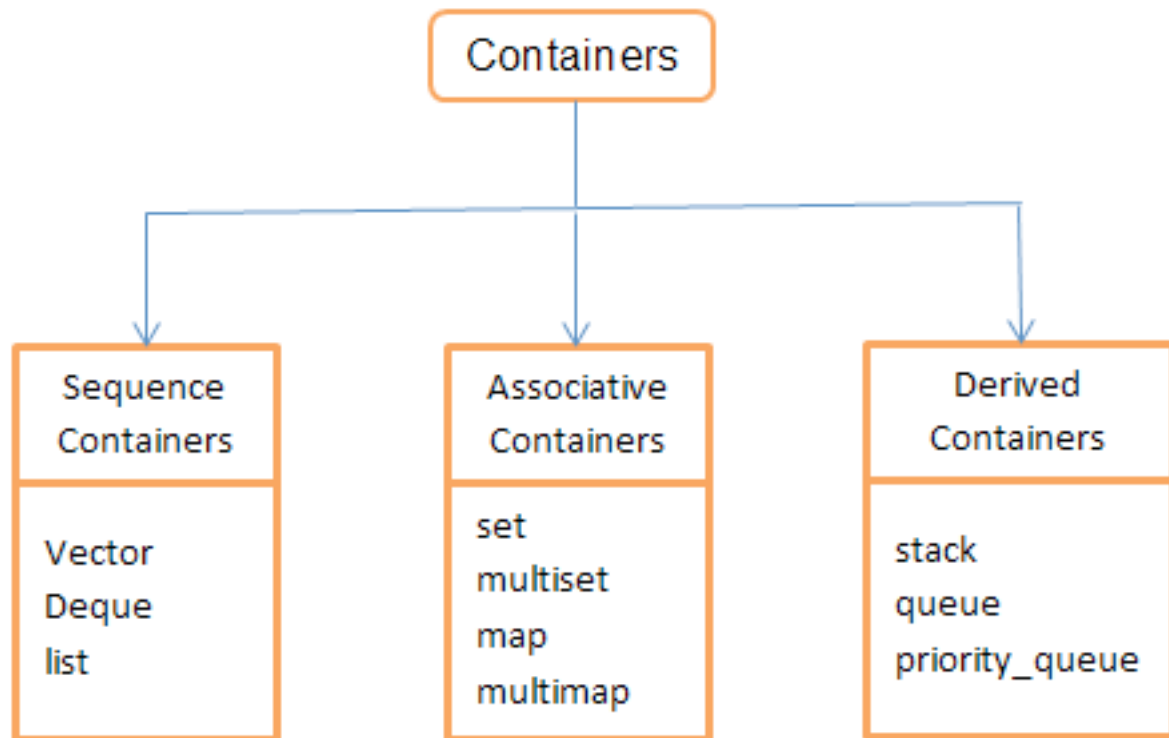 Containers
Sequence
Containers
Vector
Deque
list
Associative
Containers
set
multiset
map
multimap
Derived
Containers
stack
queue
priority_queue